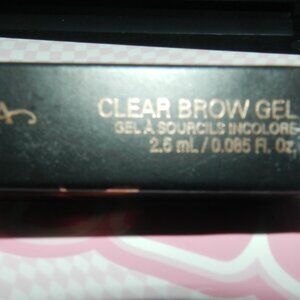 CLEAR BROW GEL
GEL À SOURCILS INCOLORE
2.5 mL / 0.085 Fl. Oz.